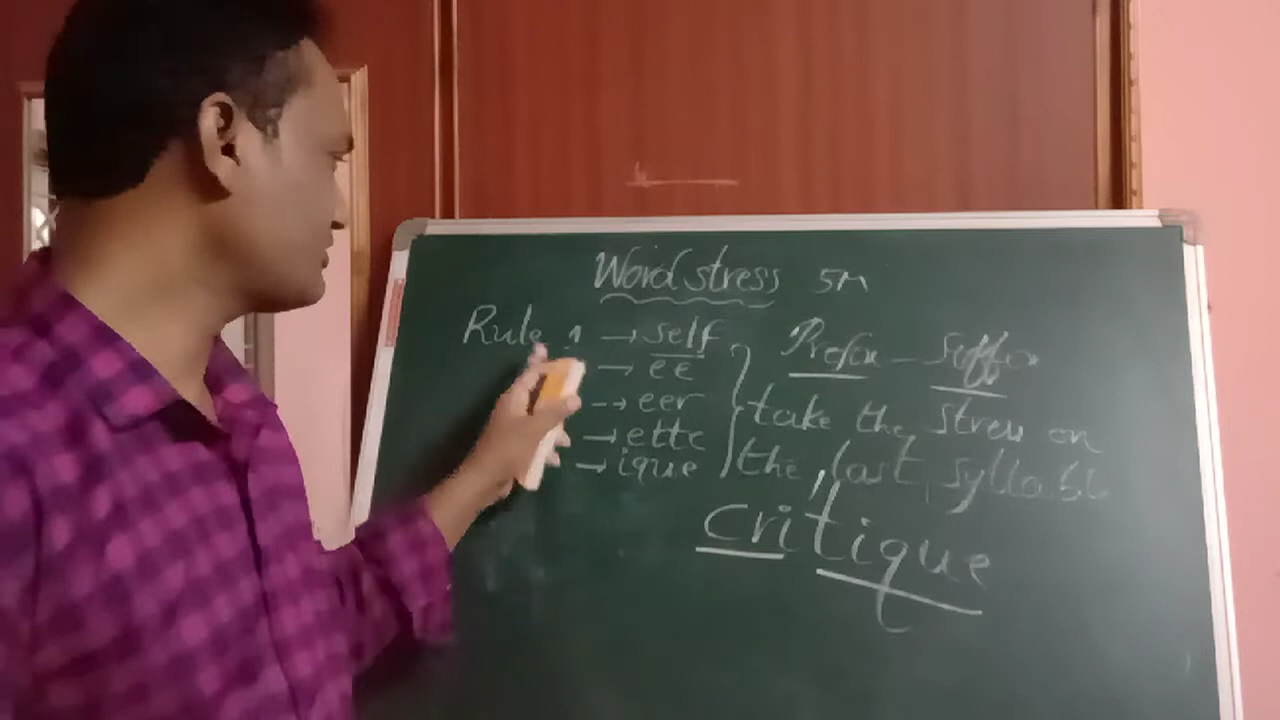 Word stress 5M
Rule 1 → self Prefix - Suffix
→ ee
→ eer take the stress on
→ ette the last syllable
→ ique
critique